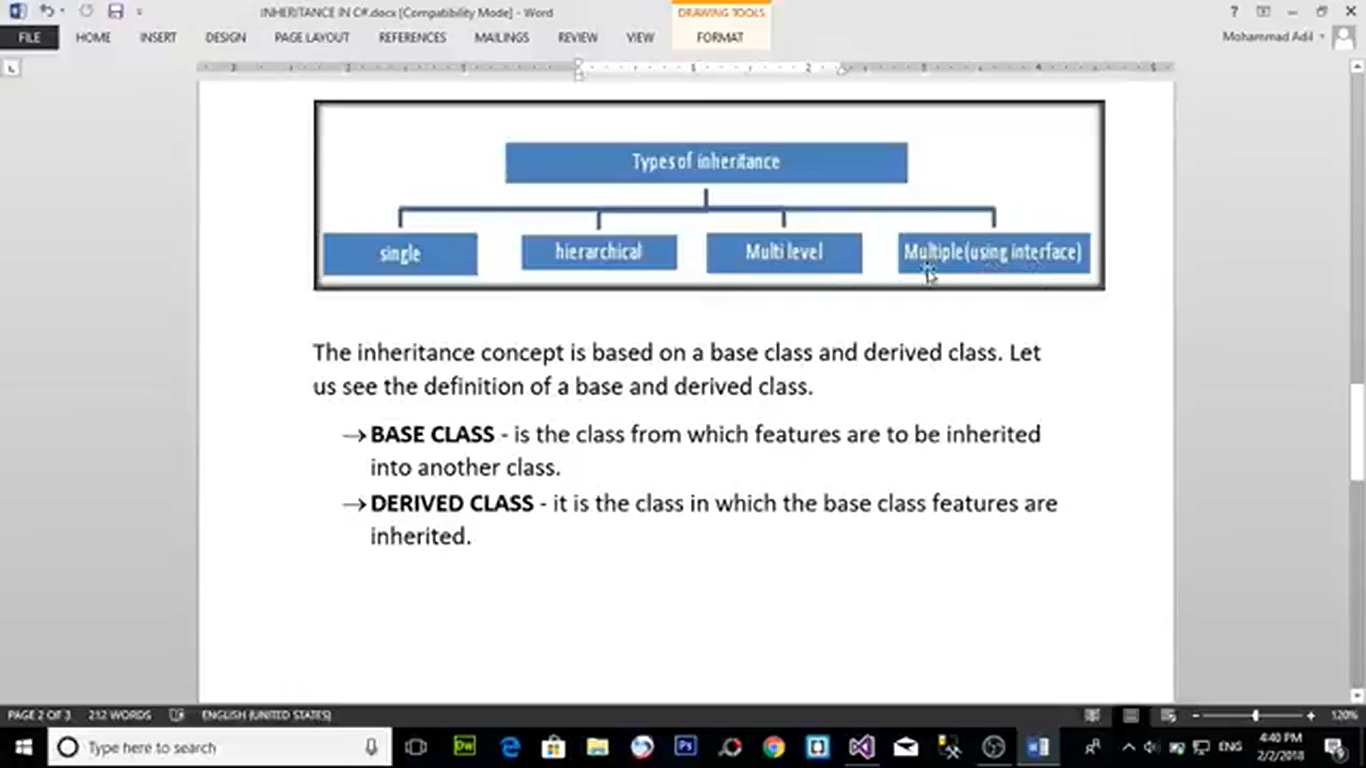 INHERITANCE IN C#.docx [Compatibility Mode] - Word
DRAWING TOOLS
FILE HOME INSERT DESIGN PAGE LAYOUT REFERENCES MAILINGS REVIEW VIEW FORMAT
Mohammad Adil
Types of inheritance
single hierarchical Multi level Multiple(using interface)
The inheritance concept is based on a base class and derived class. Let
us see the definition of a base and derived class.
→BASE CLASS - is the class from which features are to be inherited
into another class.
→DERIVED CLASS - it is the class in which the base class features are
inherited.
PAGE 2 OF 3 212 WORDS ENGLISH (UNITED STATES) 120%
Type here to search
Dw
Ps
ENG
4:40 PM
2/2/2018